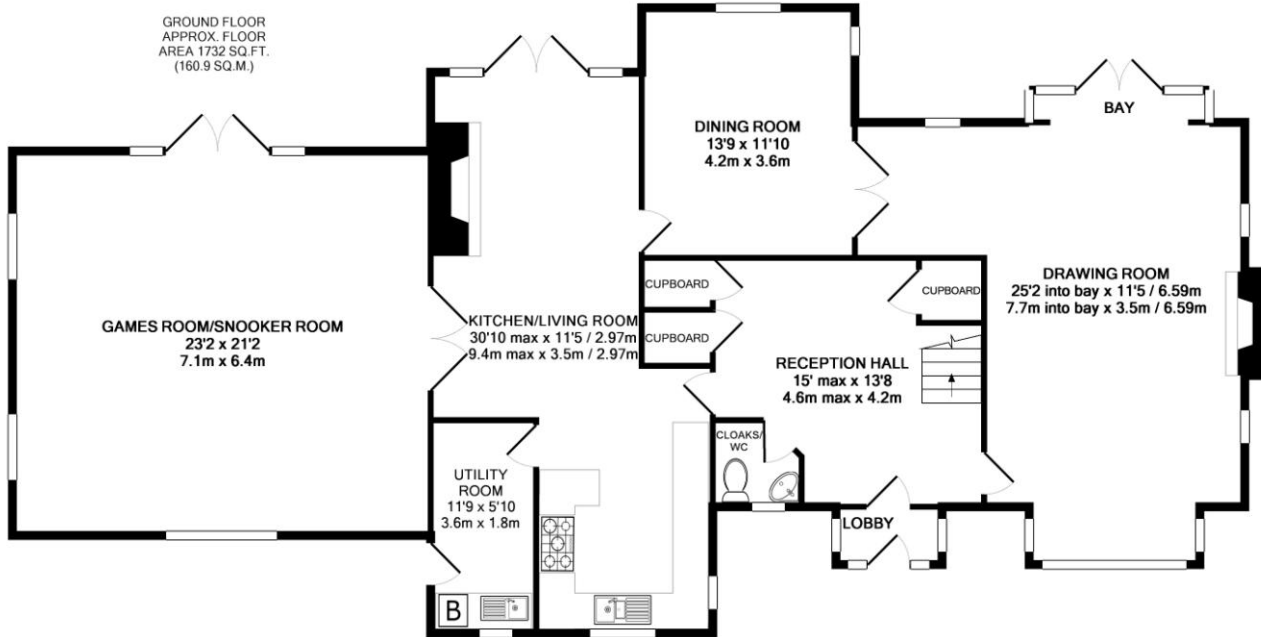 GROUND FLOOR
APPROX. FLOOR
AREA 1732 SQ.FT.
(160.9 SQ.M.)
GAMES ROOM/SNOOKER ROOM
23'2 x 21'2
7.1m x 6.4m
KITCHEN/LIVING ROOM
30'10 max x 11'5 / 2.97m
9.4m max x 3.5m / 2.97m
UTILITY
ROOM
11'9 x 5'10
3.6m x 1.8m
B
DINING ROOM
13'9 x 11'10
4.2m x 3.6m
CUPBOARD
CUPBOARD
CUPBOARD
RECEPTION HALL
15' max x 13'8
4.6m max x 4.2m
CLOAKS/
WC
LOBBY
BAY
DRAWING ROOM
25'2 into bay x 11'5 / 6.59m
7.7m into bay x 3.5m / 6.59m